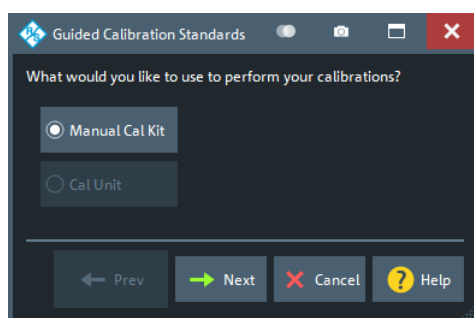 R&S Guided Calibration Standards
What would you like to use to perform your calibrations?
Manual Cal Kit
Cal Unit
Prev Next Cancel ? Help